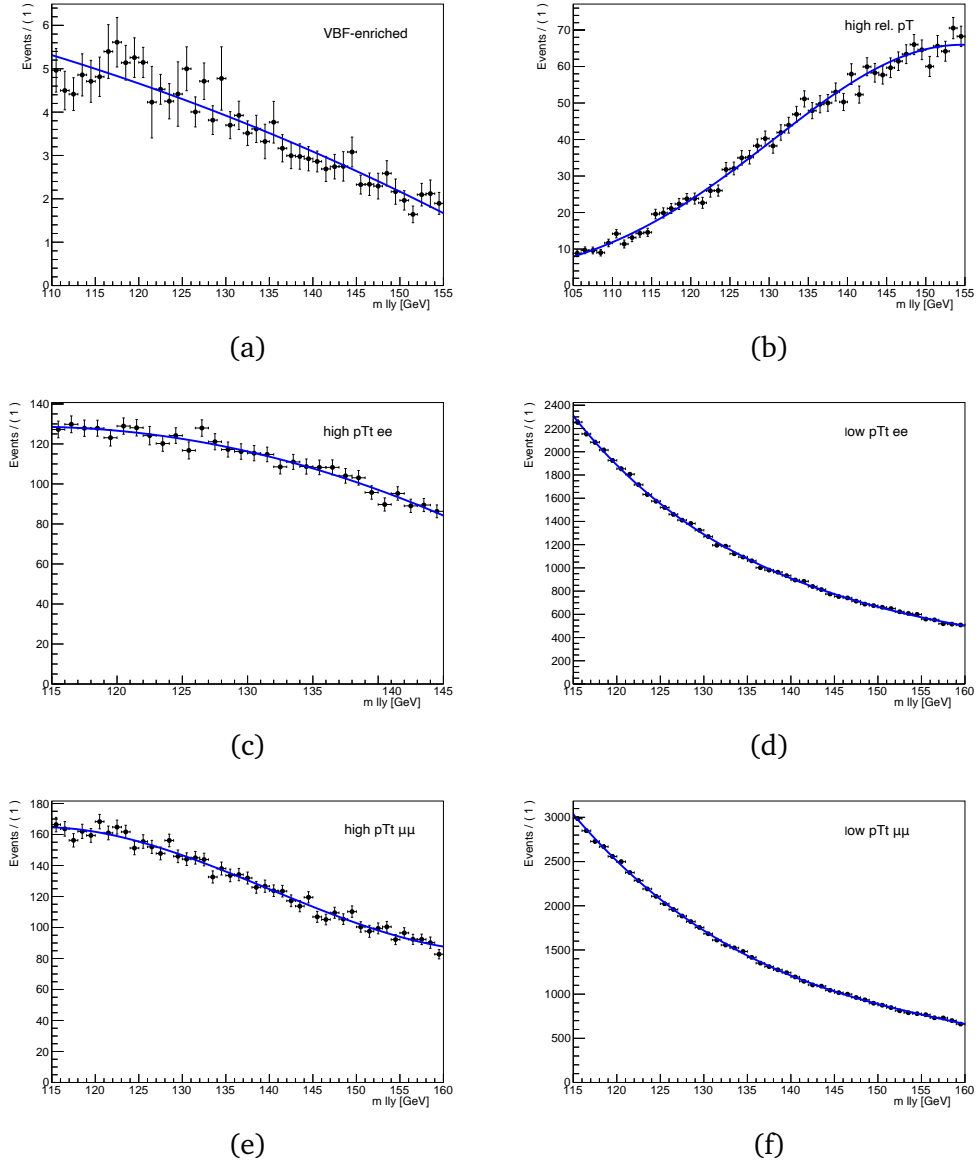 Events / ( 1 )
VBF-enriched
6
5
4
3
2
1
0
110 115 120 125 130 135 140 145 150 155
m lly [GeV]
(a)
Events / ( 1 )
high rel. pT
70
60
50
40
30
20
10
0
105 110 115 120 125 130 135 140 145 150 155
m lly [GeV]
(b)
Events / ( 1 )
high pTt ee
140
120
100
80
60
40
20
0
115 120 125 130 135 140 145
m lly [GeV]
(c)
Events / ( 1 )
low pTt ee
2400
2200
2000
1800
1600
1400
1200
1000
800
600
400
200
0
115 120 125 130 135 140 145 150 155 160
m lly [GeV]
(d)
Events / ( 1 )
high pTt μμ
180
160
140
120
100
80
60
40
20
0
115 120 125 130 135 140 145 150 155 160
m lly [GeV]
(e)
Events / ( 1 )
low pTt μμ
3000
2500
2000
1500
1000
500
0
115 120 125 130 135 140 145 150 155 160
m lly [GeV]
(f)